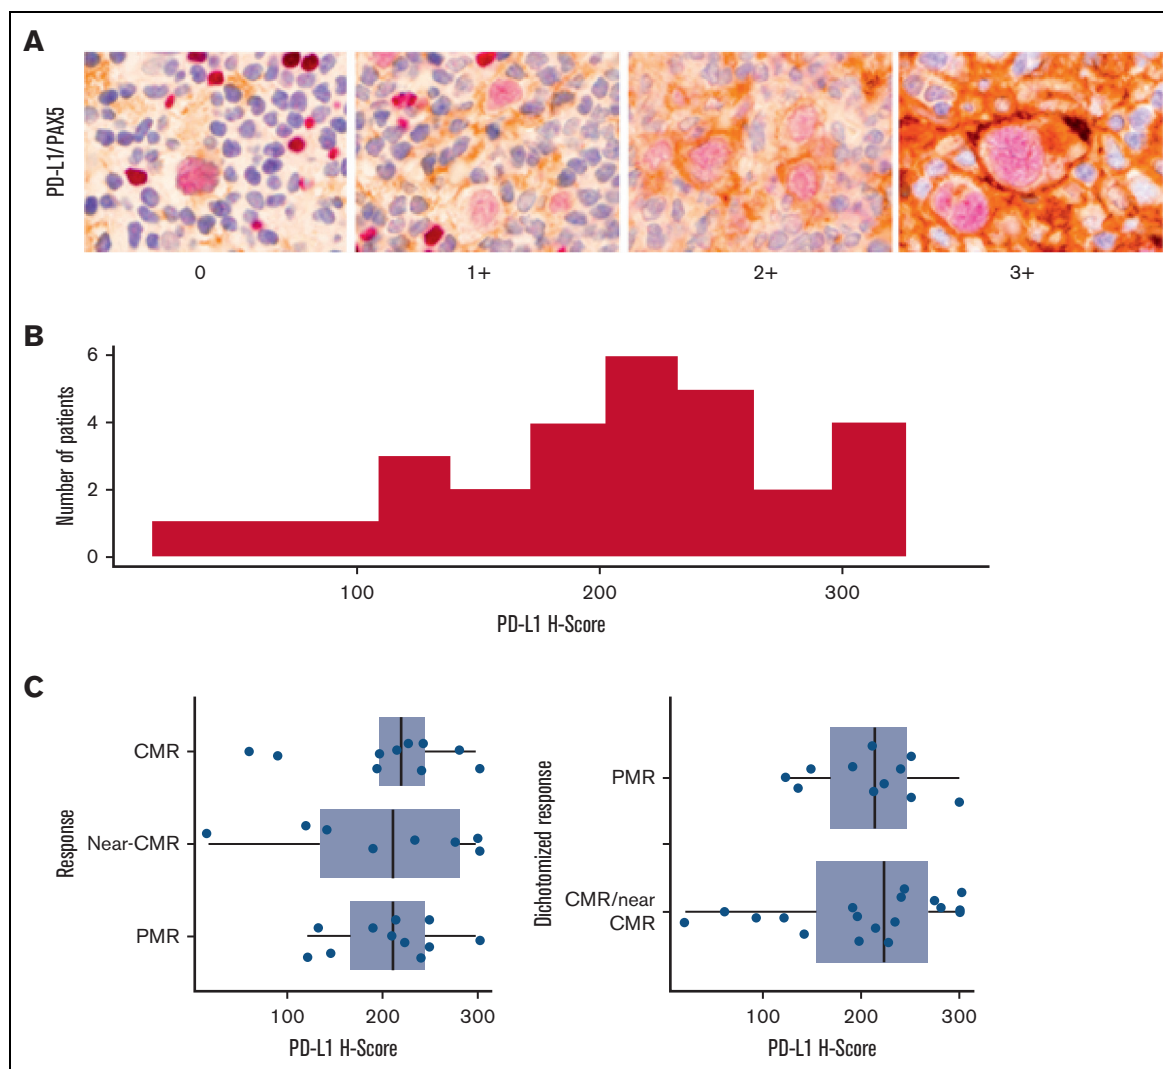 A
PD-L1/PAX5
0
1+
2+
3+
B
Number of patients
6
4
2
0
100
200
300
PD-L1 H-Score
C
Response
CMR
Near-CMR
PMR
100
200
300
PD-L1 H-Score
Dichotomized response
PMR
CMR/near
CMR
100
200
300
PD-L1 H-Score